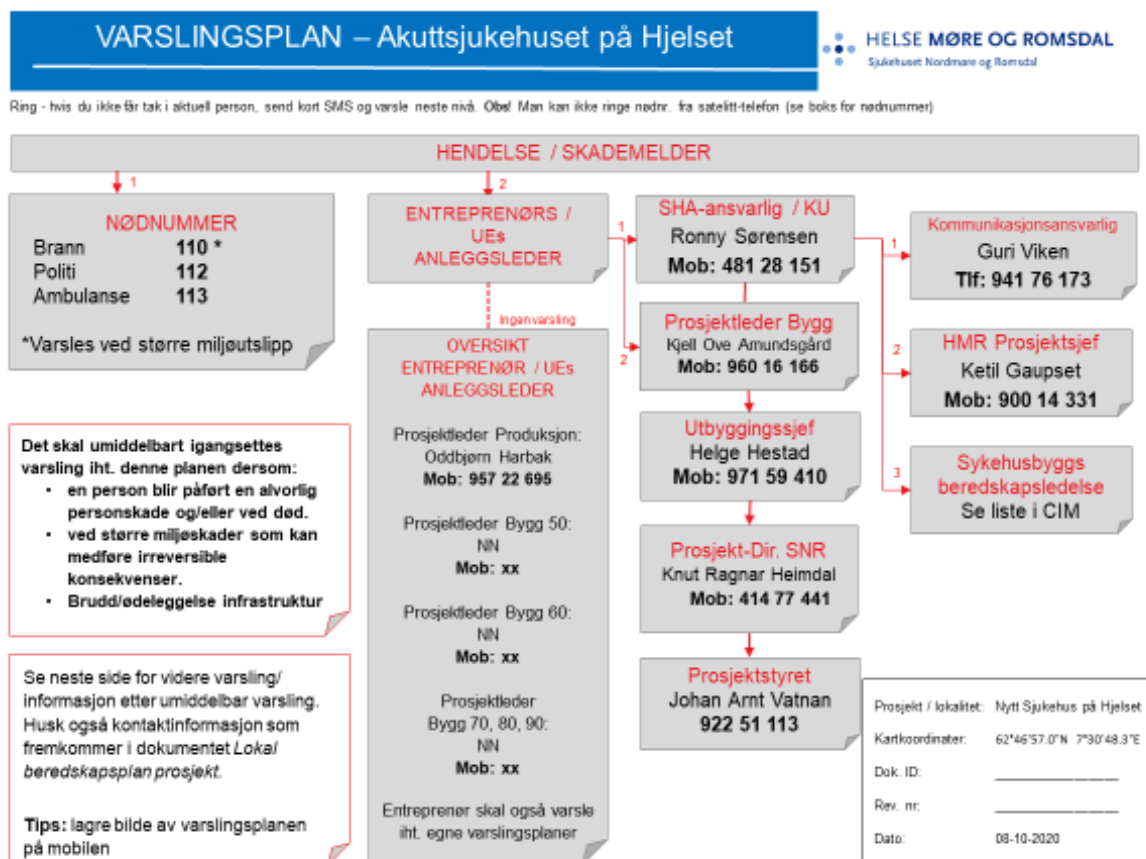 VARSLINGSPLAN – Akuttsjukehuset på Hjelset
HELSE MØRE OG ROMSDAL
Sjukehuset Nordmøre og Romsdal
Ring - hvis du ikke får tak i aktuell person, send kort SMS og varsle neste nivå. Obs! Man kan ikke ringe nødnr. fra satelitt-telefon (se boks for nødnummer)
HENDELSE / SKADEMELDER
1
2
NØDNUMMER
Brann 110 *
Politi 112
Ambulanse 113
*Varsles ved større miljøutslipp
Det skal umiddelbart igangsettes
varsling iht. denne planen dersom:
• en person blir påført en alvorlig
personskade og/eller ved død.
• ved større miljøskader som kan
medføre irreversible
konsekvenser.
• Brudd/ødeleggelse infrastruktur
Se neste side for videre varsling/
informasjon etter umiddelbar varsling.
Husk også kontaktinformasjon som
fremkommer i dokumentet Lokal
beredskapsplan prosjekt.
Tips: lagre bilde av varslingsplanen
på mobilen
ENTREPRENØRS /
UEs
ANLEGGSLEDER
1
2
Ingen varsling
OVERSIKT
ENTREPRENØR / UEs
ANLEGGSLEDER
Prosjektleder Produksjon:
Oddbjørn Harbak
Mob: 957 22 695
Prosjektleder Bygg 50:
NN
Mob: xx
Prosjektleder Bygg 60:
NN
Mob: xx
Prosjektleder
Bygg 70, 80, 90:
NN
Mob: xx
Entreprenør skal også varsle
iht. egne varslingsplaner
SHA-ansvarlig / KU
Ronny Sørensen
Mob: 481 28 151
Prosjektleder Bygg
Kjell Ove Amundsgård
Mob: 960 16 166
Utbyggingssjef
Helge Hestad
Mob: 971 59 410
Prosjekt-Dir. SNR
Knut Ragnar Heimdal
Mob: 414 77 441
Prosjektstyret
Johan Arnt Vatnan
922 51 113
1
Kommunikasjonsansvarlig
Guri Viken
Tlf: 941 76 173
2
HMR Prosjektsjef
Ketil Gaupset
Mob: 900 14 331
3
Sykehusbyggs
beredskapsledelse
Se liste i CIM
Prosjekt / lokalitet: Nytt Sjukehus på Hjelset
Kartkoordinater: 62°46'57.0"N 7°30'48.3"E
Dok. ID:
Rev. nr:
Dato: 08-10-2020